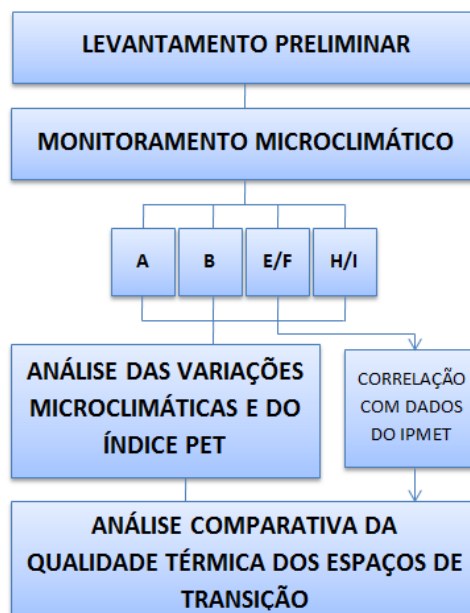 LEVANTAMENTO PRELIMINAR
MONITORAMENTO MICROCLIMÁTICO
A
B
E/F
H/I
ANÁLISE DAS VARIAÇÕES
MICROCLIMÁTICAS E DO
ÍNDICE PET
CORRELAÇÃO
COM DADOS
DO IPMET
ANÁLISE COMPARATIVA DA
QUALIDADE TÉRMICA DOS ESPAÇOS DE
TRANSIÇÃO